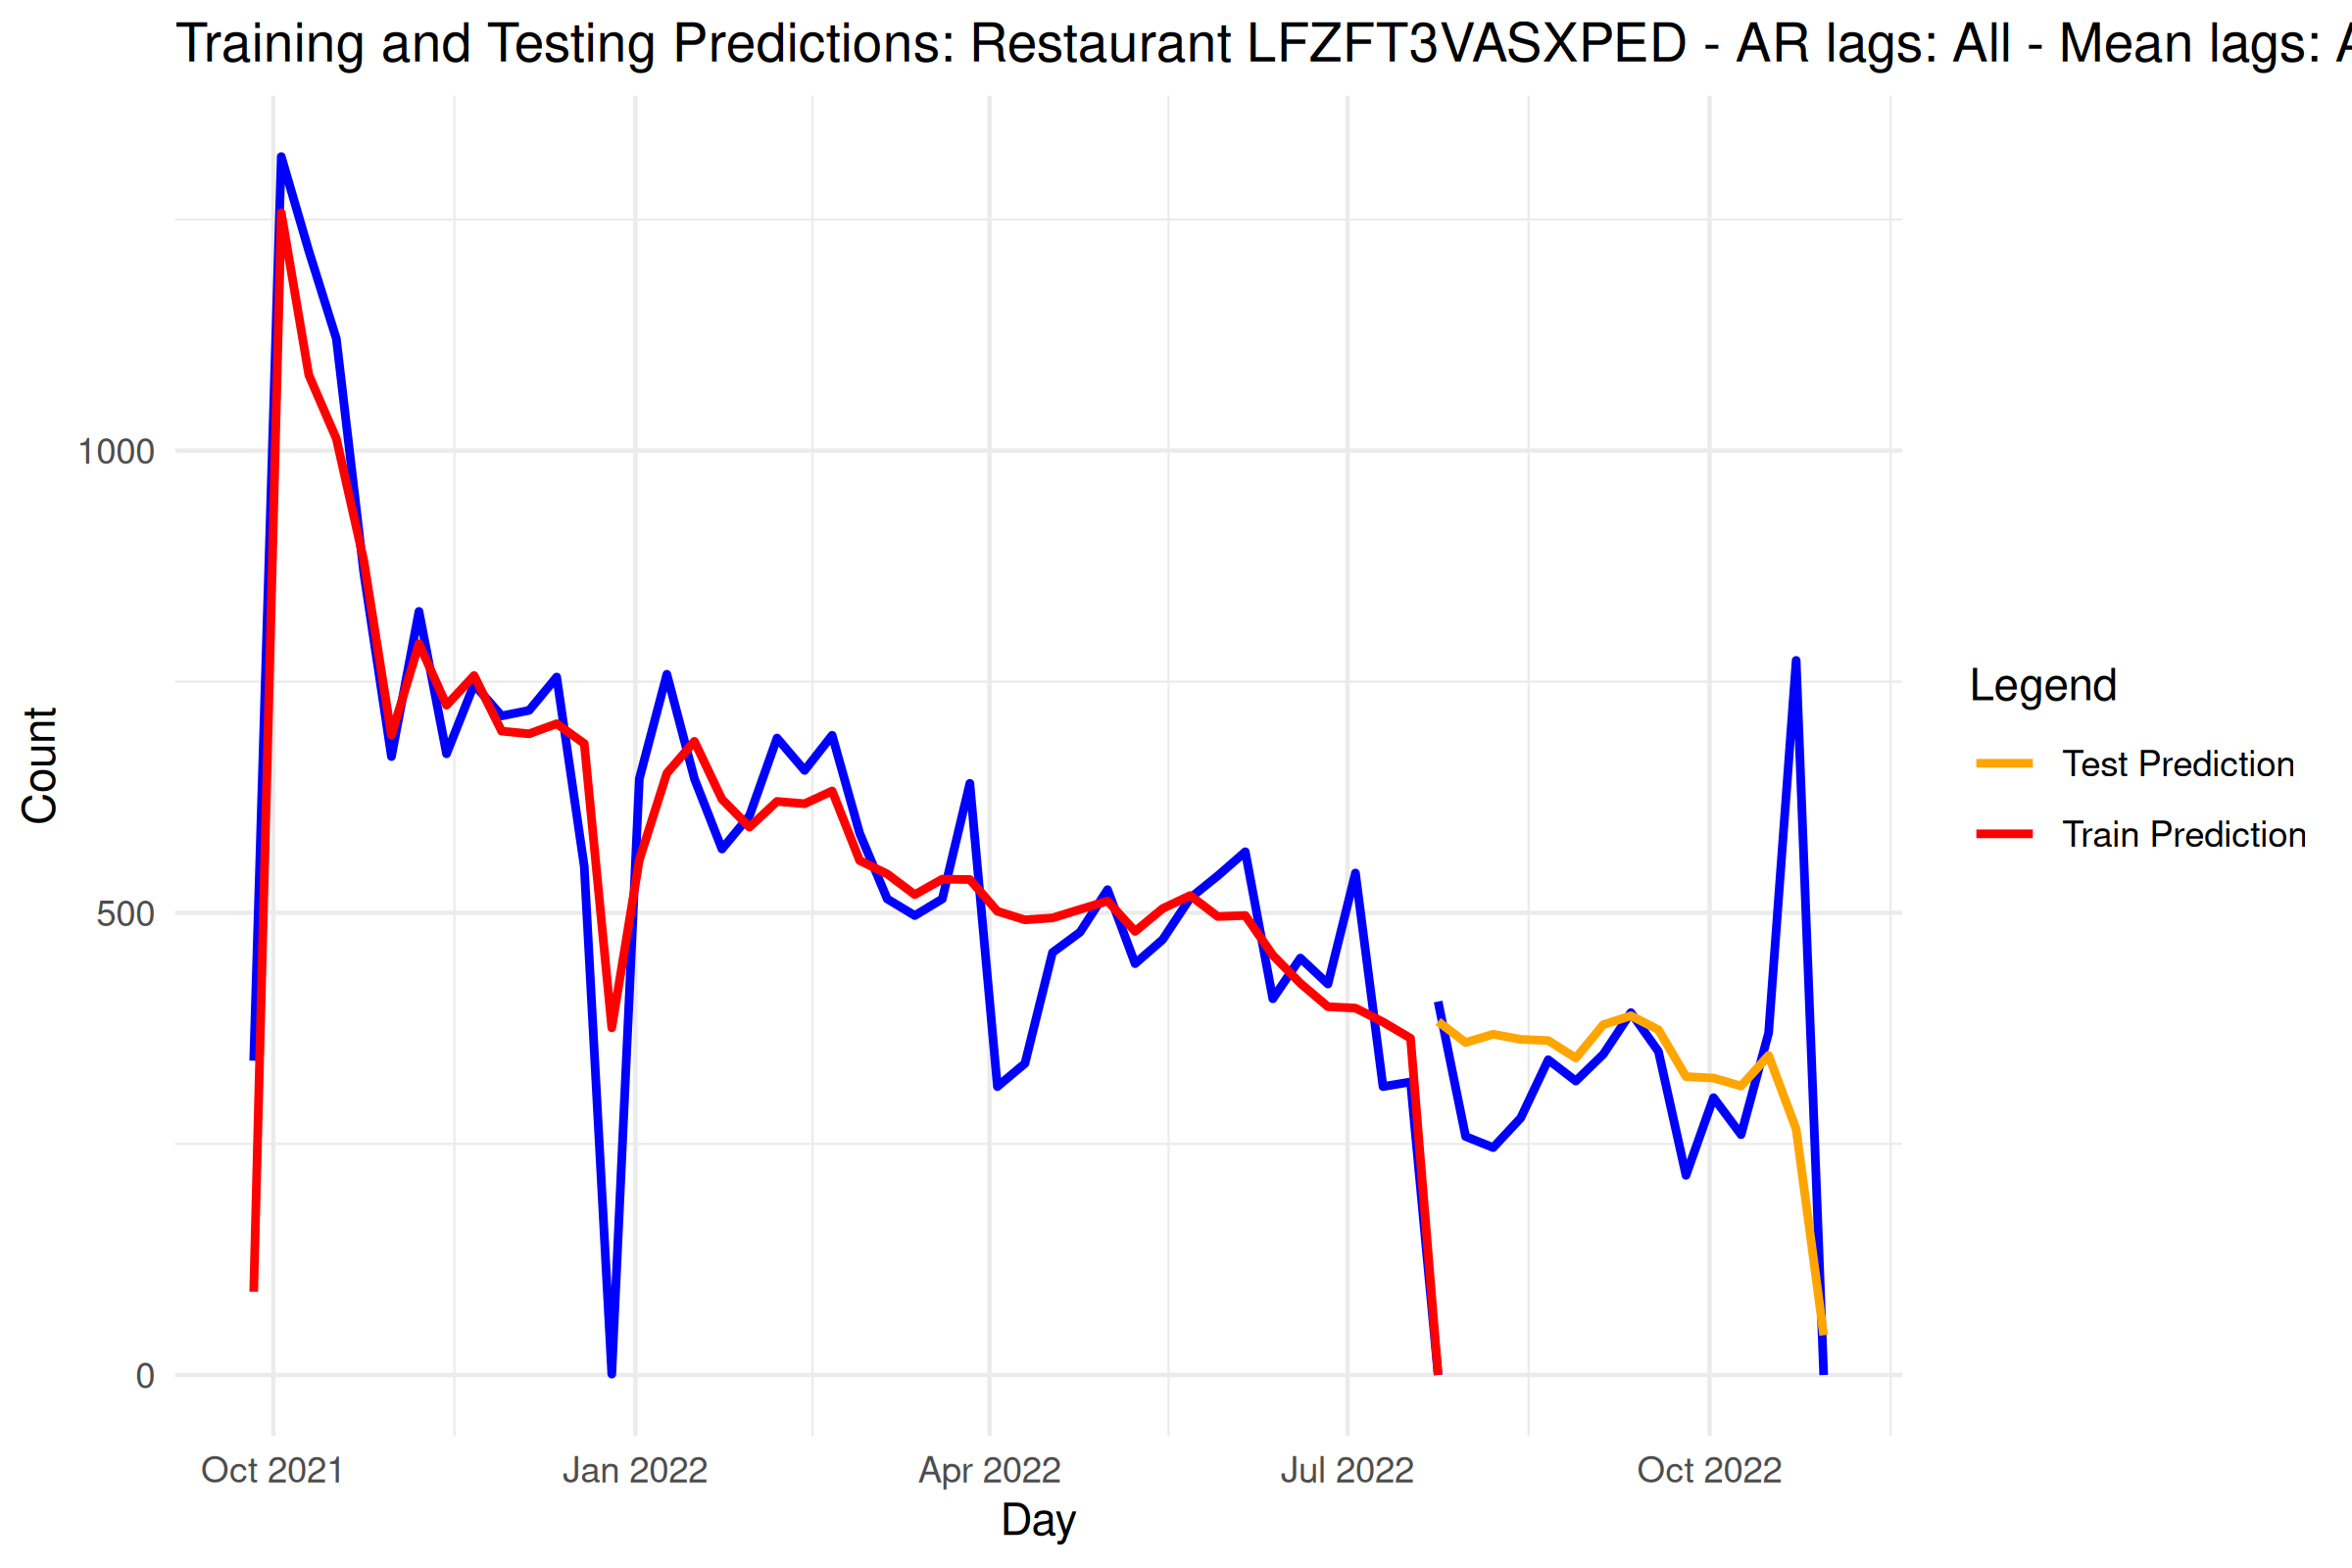 Training and Testing Predictions: Restaurant LFZFT3VASXPED - AR lags: All - Mean lags:
Count
1000
500
0
Oct 2021
Jan 2022
Apr 2022
Jul 2022
Oct 2022
Day
Legend
Test Prediction
Train Prediction